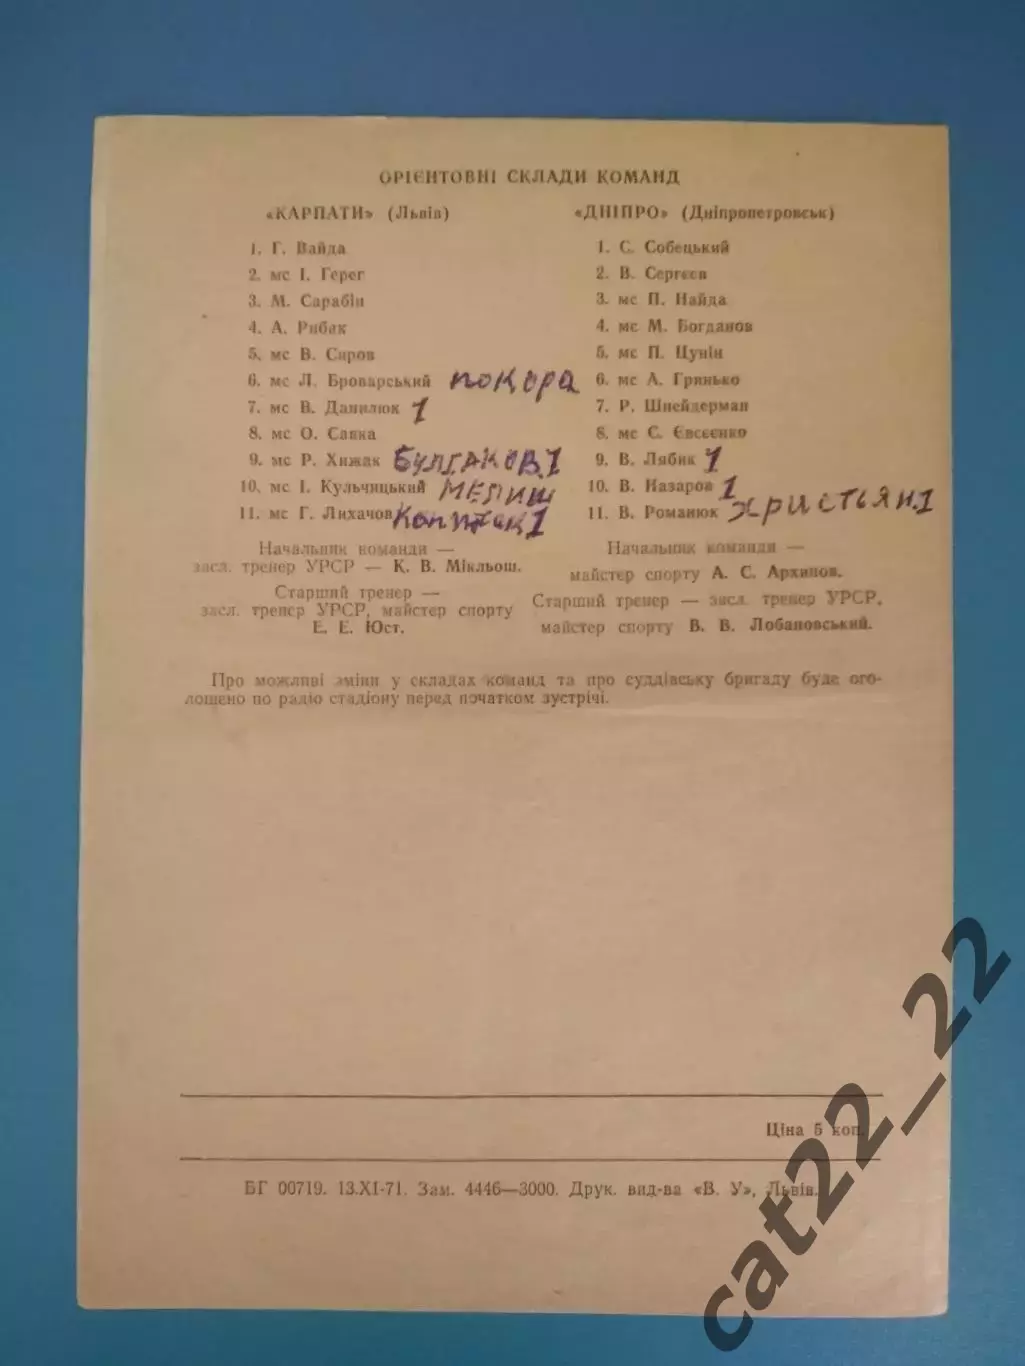 ОРІЄНТОВНІ СКЛАДИ КОМАНД
«КАРПАТИ» (Львів)
1. Г. Вайда
2. мс І. Герег
3. М. Сарабін
4. А. Рибак
5. мс В. Сиров
6. мс Л. Броварський покора
7. мс В. Данилюк 1
8. мс О. Савка
9. мс Р. Хижак БУЛГАКОВ. 1
10. мс І. Кульчицький
11. мс Г. Лихачов 1
Начальник команди —
засл. тренер УРСР — К. В. Мікльош.
Старший тренер —
засл. тренер УРСР, майстер спорту
Е. Е. Юст.
«ДНІПРО» (Дніпропетровськ)
1. С. Собецький
2. В. Сергєєв
3. мс П. Найда
4. мс М. Богданов
5. мс П. Цунін
6. мс А. Гринько
7. Р. Шнейдерман
8. мс С. Євсеенко
9. В. Лябик 1
10. В. Назаров 1
11. В. Романюк ХРИСТЬЯН. 1
Начальник команди —
майстер спорту А. С. Архипов.
Старший тренер — засл. тренер УРСР,
майстер спорту В. В. Лобановський.
Про можливі зміни у складах команд та про суддівську бригаду буде ого-
лошено по радіо стадіону перед початком зустрічі.
Ціна 5 коп.
БГ 00719. 13.XI-71. Зам. 4446—3000. Друк. вид-ва «В. У», Львів.
cat22_22